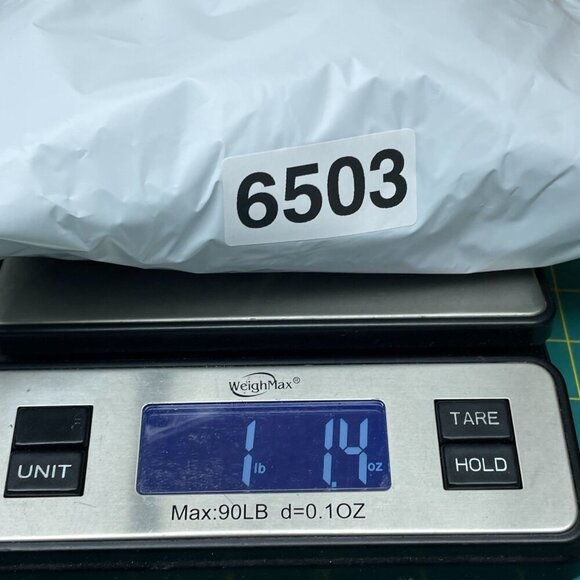 6503
WeighMax®
TARE
UNIT
1 lb 1.4 oz
HOLD
Max:90LB d=0.1OZ